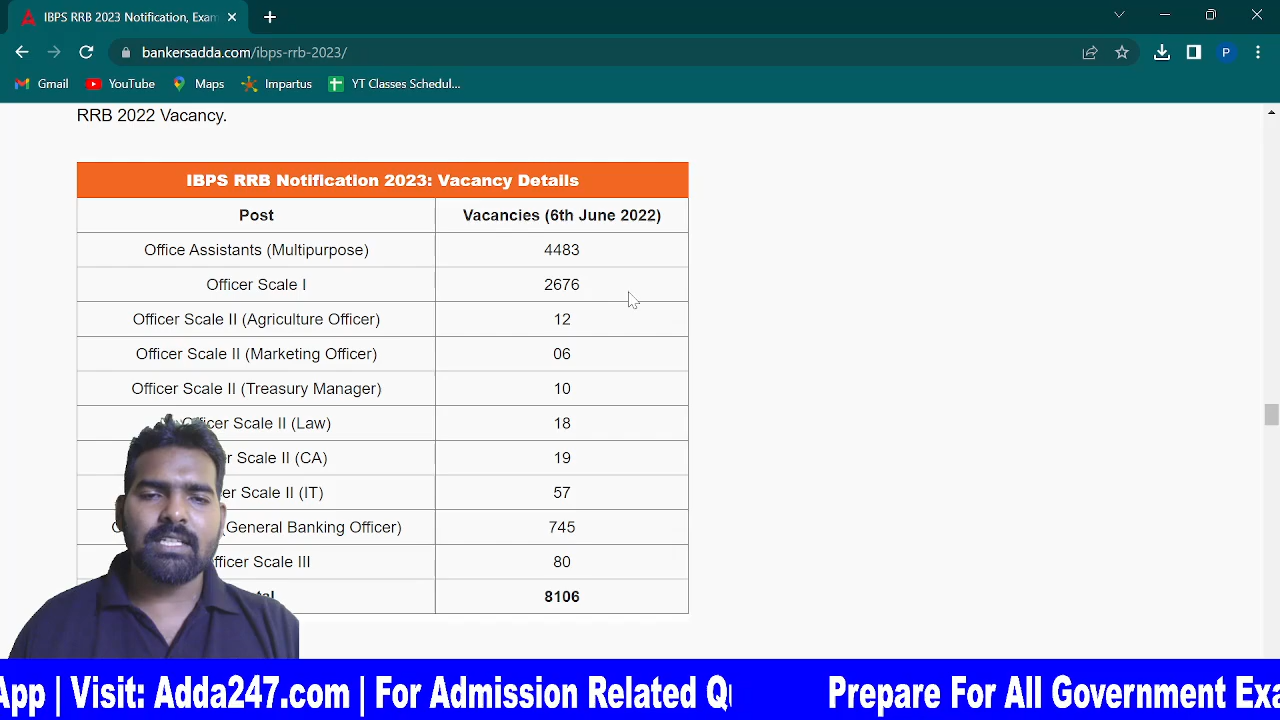 IBPS RRB 2023 Notification, Exam
bankersadda.com/ibps-rrb-2023/
P
Gmail
YouTube
Maps
Impartus
YT Classes Schedul...
RRB 2022 Vacancy.
IBPS RRB Notification 2023: Vacancy Details
Post Vacancies (6th June 2022)
Office Assistants (Multipurpose) 4483
Officer Scale I 2676
Officer Scale II (Agriculture Officer) 12
Officer Scale II (Marketing Officer) 06
Officer Scale II (Treasury Manager) 10
Officer Scale II (Law) 18
Scale II (CA) 19
Scale II (IT) 57
(General Banking Officer) 745
fficer Scale III 80
8106
App | Visit: Adda247.com | For Admission Related Prepare For All Government